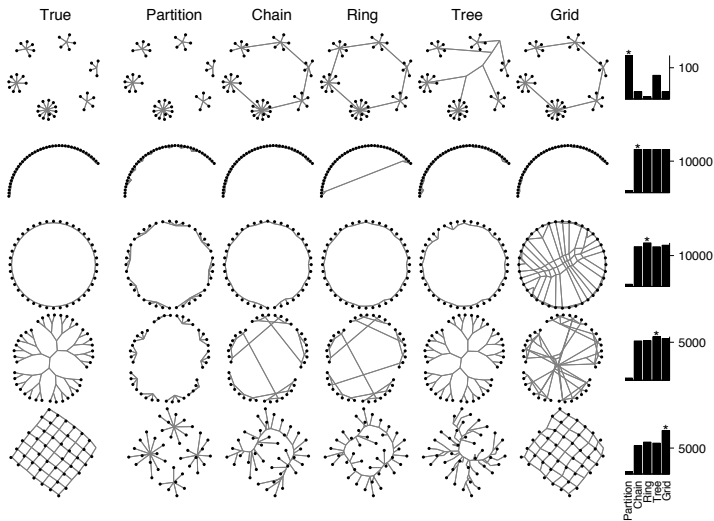 True Partition Chain Ring Tree Grid
*
100
*
10000
*
10000
*
5000
*
5000
Partition
Chain
Ring
Tree
Grid